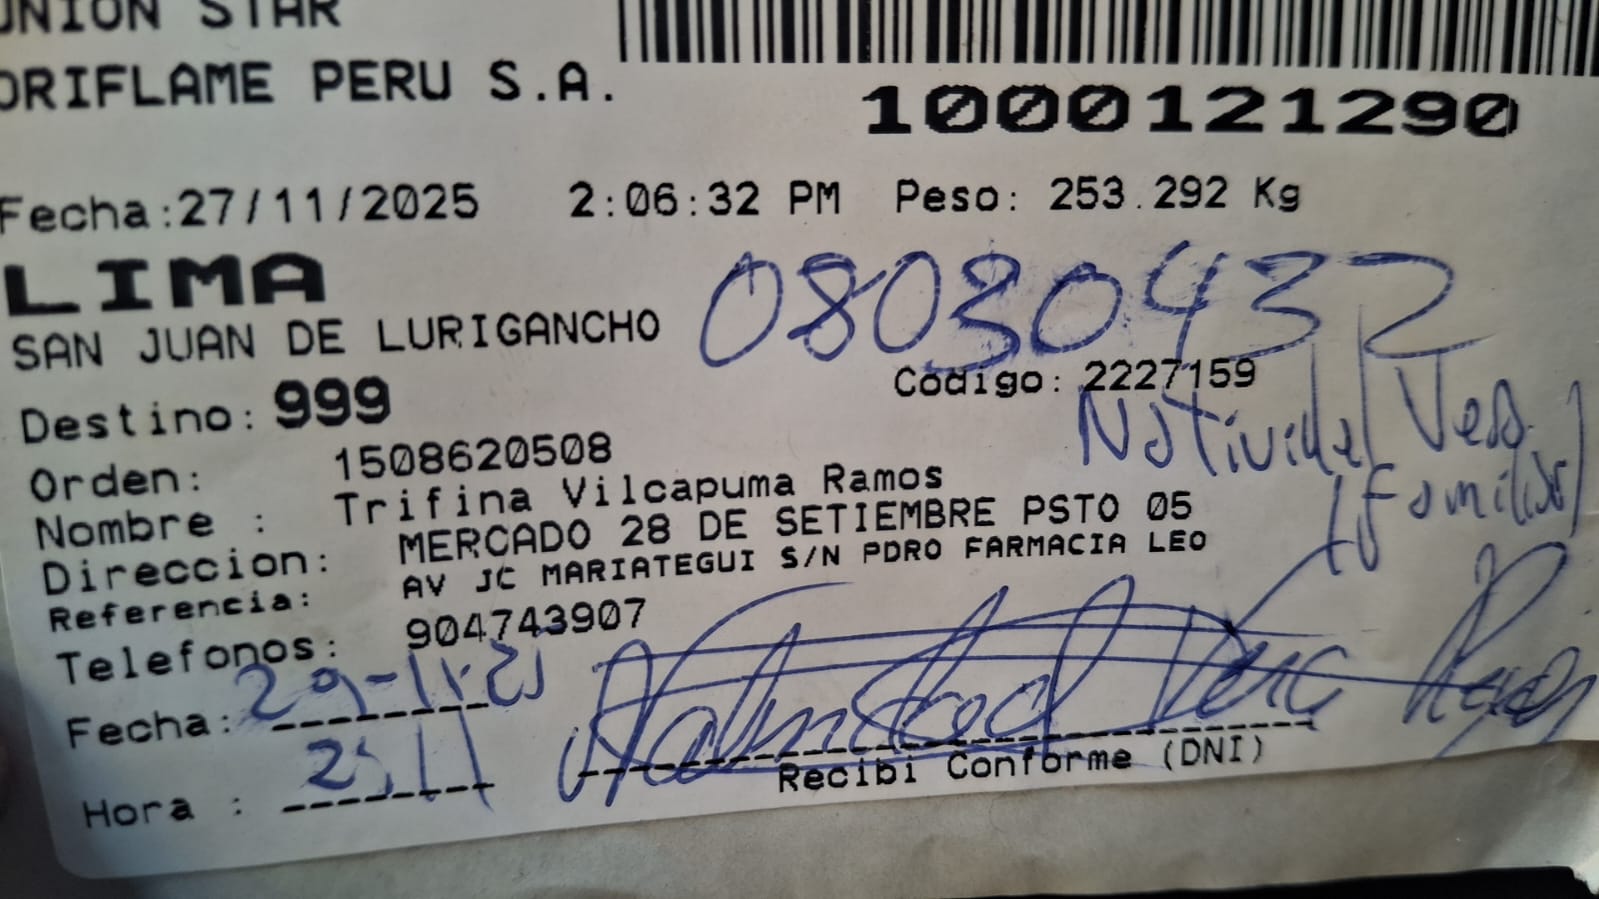 UNION STAR
ORIFLAME PERU S.A.
1000121290
Fecha:27/11/2025 2:06:32 PM Peso: 253.292 Kg
LIMA
08030432
SAN JUAN DE LURIGANCHO
Codigo: 2227159
Destino: 999
Natividad Vera
(Familiar)
Orden: 1508620508
Nombre : Trifina Vilcapuma Ramos
Direccion: MERCADO 28 DE SETIEMBRE PSTO 05
Referencia: AV JC MARIATEGUI S/N PDRO FARMACIA LEO
Telefonos: 904743907
Fecha: 29-11-25
Hora :
Recibi Conforme (DNI)